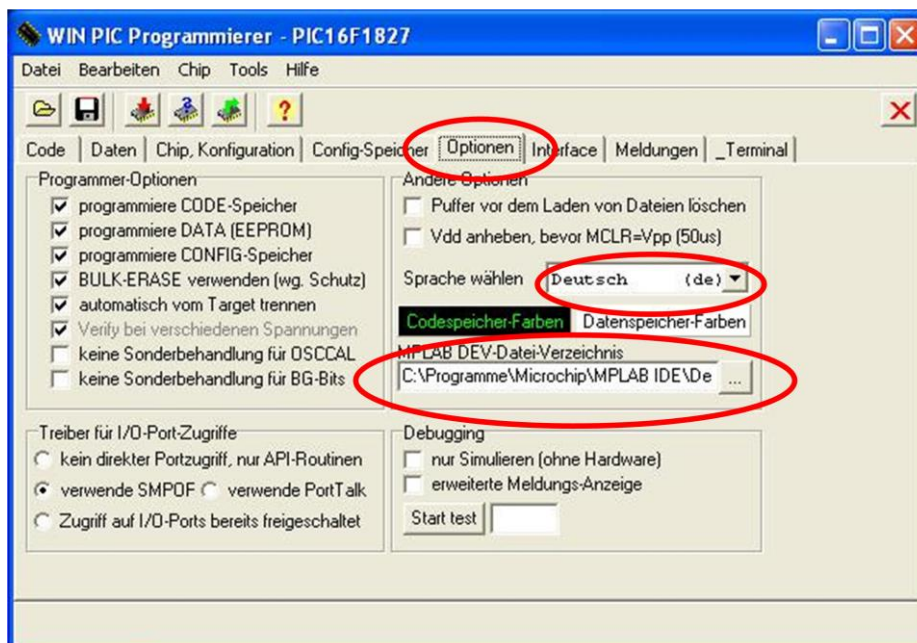 WIN PIC Programmierer - PIC16F1827
Datei Bearbeiten Chip Tools Hilfe
?
Code Daten Chip, Konfiguration Config-Speicher Optionen Interface Meldungen _Terminal
Programmer-Optionen
programmiere CODE-Speicher
programmiere DATA (EEPROM)
programmiere CONFIG-Speicher
BULK-ERASE verwenden (wg. Schutz)
automatisch vom Target trennen
Verify bei verschiedenen Spannungen
keine Sonderbehandlung für OSCCAL
keine Sonderbehandlung für BG-Bits
Andere Optionen
Puffer vor dem Laden von Dateien löschen
Vdd anheben, bevor MCLR=Vpp (50us)
Sprache wählen Deutsch (de)
Codespeicher-Farben Datenspeicher-Farben
MPLAB DEV-Datei-Verzeichnis
C:\Programme\Microchip\MPLAB IDE\De ...
Treiber für I/O-Port-Zugriffe
kein direkter Portzugriff, nur API-Routinen
verwende SMPOF verwende PortTalk
Zugriff auf I/O-Ports bereits freigeschaltet
Debugging
nur Simulieren (ohne Hardware)
erweiterte Meldungs-Anzeige
Start test